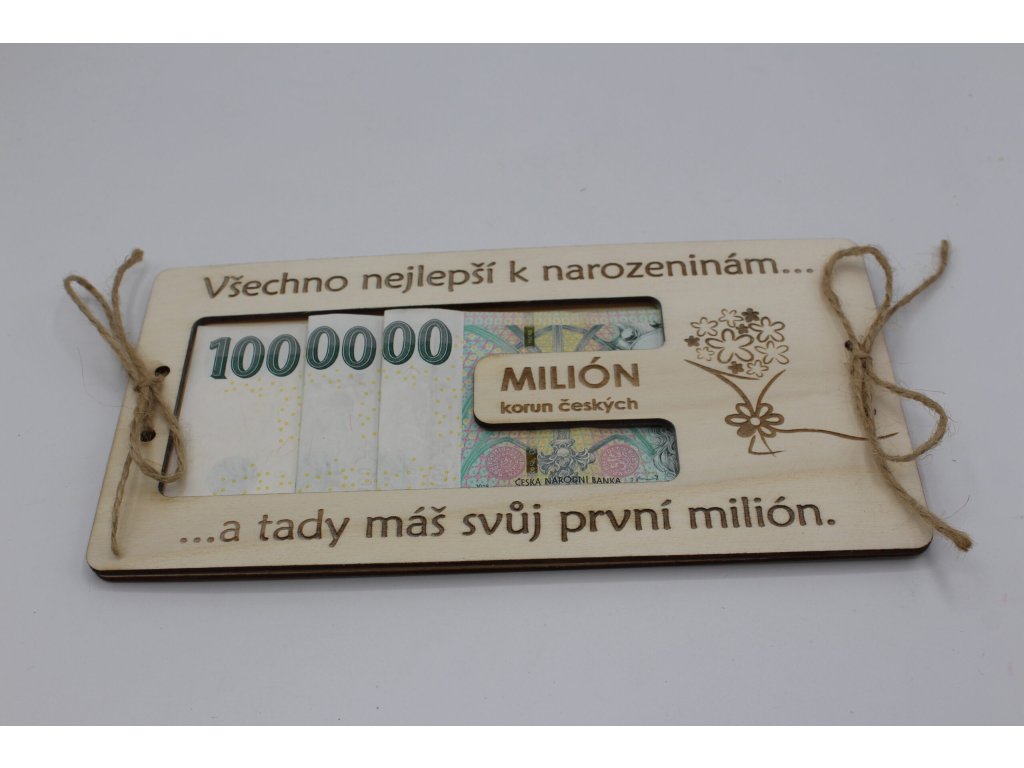 Všechno nejlepší k narozeninám...
1000000
MILIÓN
korun českých
ČESKÁ NÁRODNÍ BANKA
...a tady máš svůj první milión.